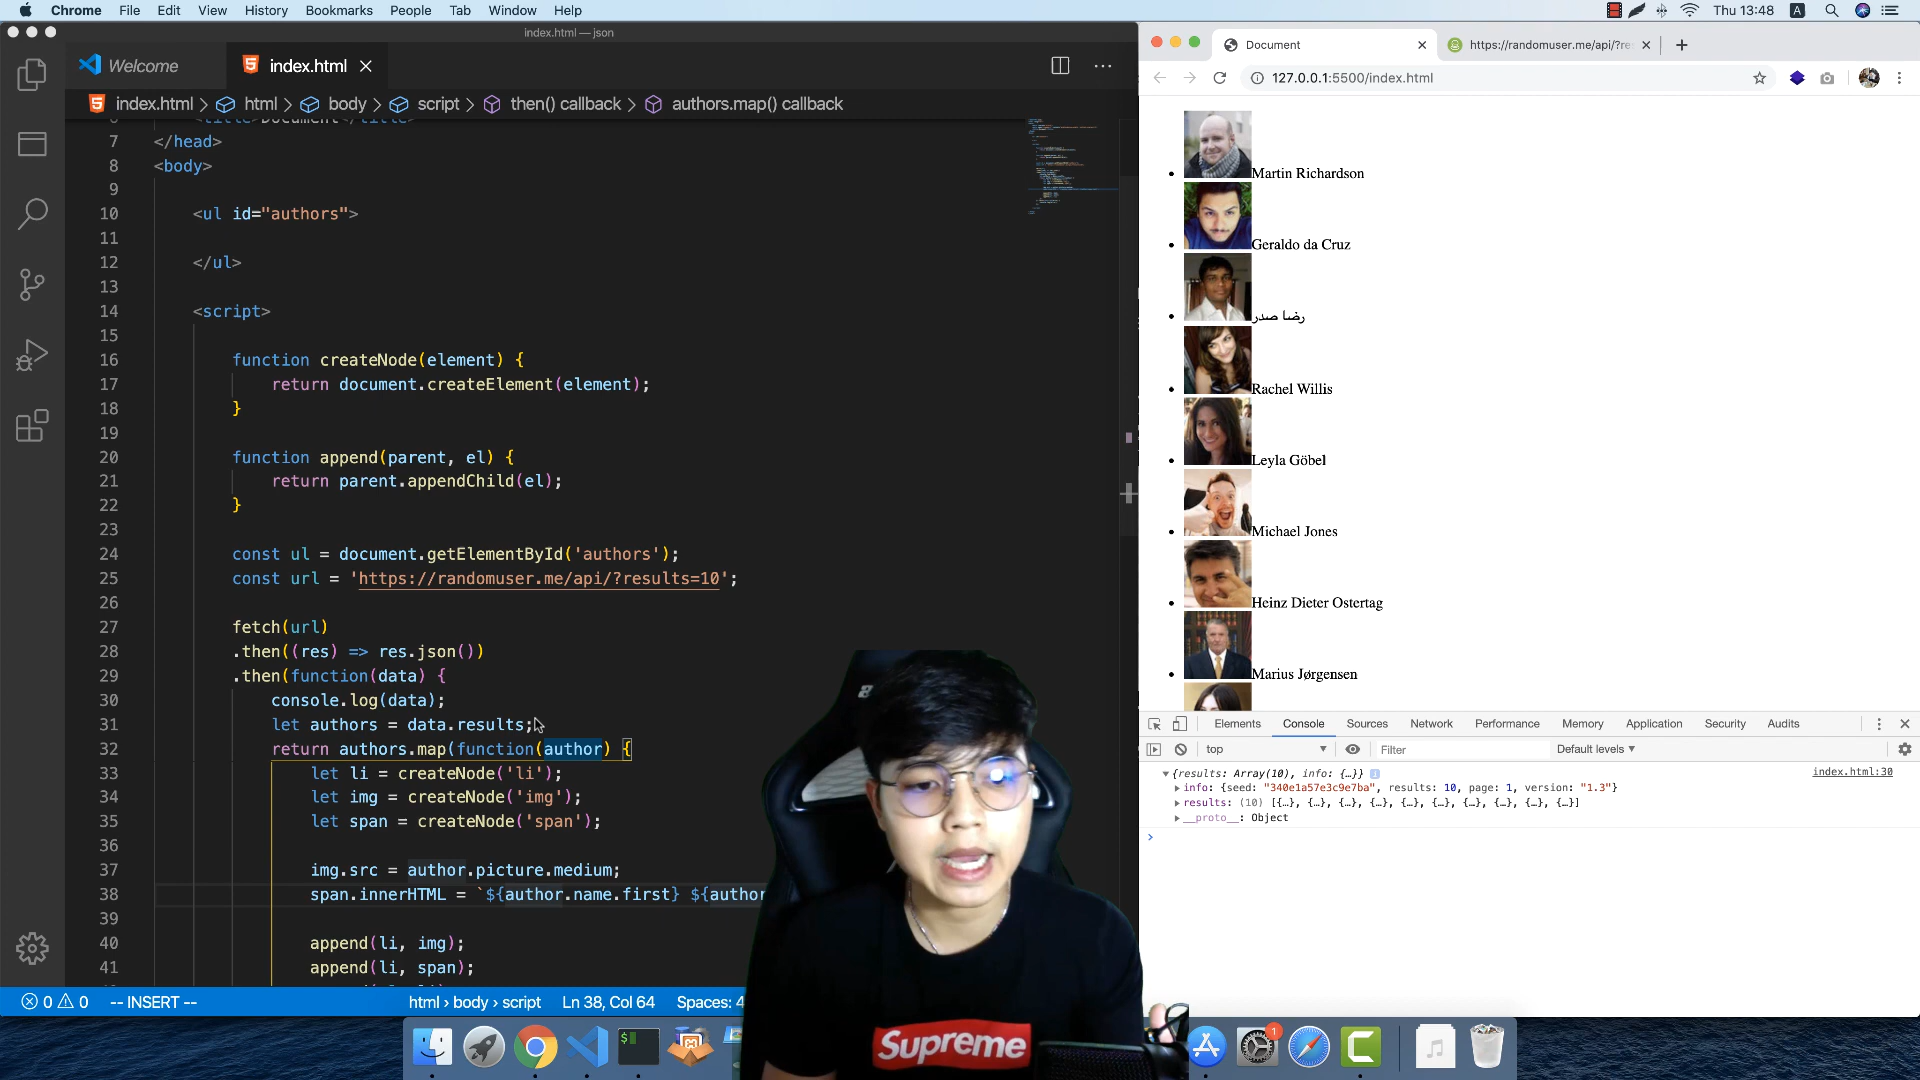 Chrome File Edit View History Bookmarks People Tab Window Help
Thu 13:48
index.html — json
Welcome
index.html
index.html > html > body > script > then() callback > authors.map() callback
7 </head>
8 <body>
9
10 <ul id="authors">
11
12 </ul>
13
14 <script>
15
16 function createNode(element) {
17 return document.createElement(element);
18 }
19
20 function append(parent, el) {
21 return parent.appendChild(el);
22 }
23
24 const ul = document.getElementById('authors');
25 const url = 'https://randomuser.me/api/?results=10';
26
27 fetch(url)
28 .then((res) => res.json())
29 .then(function(data) {
30 console.log(data);
31 let authors = data.results;
32 return authors.map(function(author) {
33 let li = createNode('li');
34 let img = createNode('img');
35 let span = createNode('span');
36
37 img.src = author.picture.medium;
38 span.innerHTML = `${author.name.first} ${author
39
40 append(li, img);
41 append(li, span);
0 0 -- INSERT --
html › body › script
Ln 38, Col 64
Spaces: 4
Supreme
Document
https://randomuser.me/api/?re
127.0.0.1:5500/index.html
Martin Richardson
Geraldo da Cruz
رضا صدر
Rachel Willis
Leyla Göbel
Michael Jones
Heinz Dieter Ostertag
Marius Jørgensen
Elements Console Sources Network Performance Memory Application Security Audits
top
Filter
Default levels
{results: Array(10), info: {…}}
index.html:30
info: {seed: "340e1a57e3c9e7ba", results: 10, page: 1, version: "1.3"}
results: (10) [{…}, {…}, {…}, {…}, {…}, {…}, {…}, {…}, {…}, {…}]
__proto__: Object
1